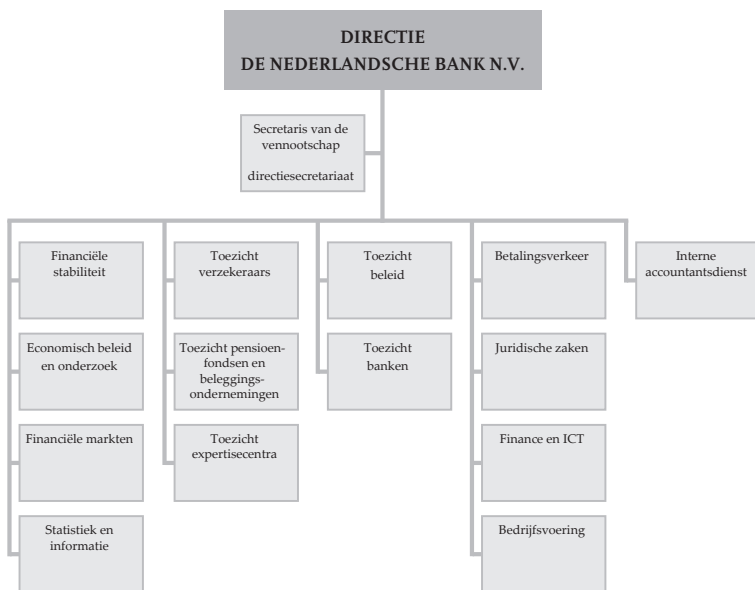 DIRECTIE
DE NEDERLANDSCHE BANK N.V.
Secretaris van de
vennootschap
directiesecretariaat
Financiële
stabiliteit
Economisch beleid
en onderzoek
Financiële markten
Statistiek en
informatie
Toezicht
verzekeraars
Toezicht pensioen-
fondsen en
beleggings-
ondernemingen
Toezicht
expertisecentra
Toezicht
beleid
Toezicht
banken
Betalingsverkeer
Juridische zaken
Finance en ICT
Bedrijfsvoering
Interne
accountantsdienst